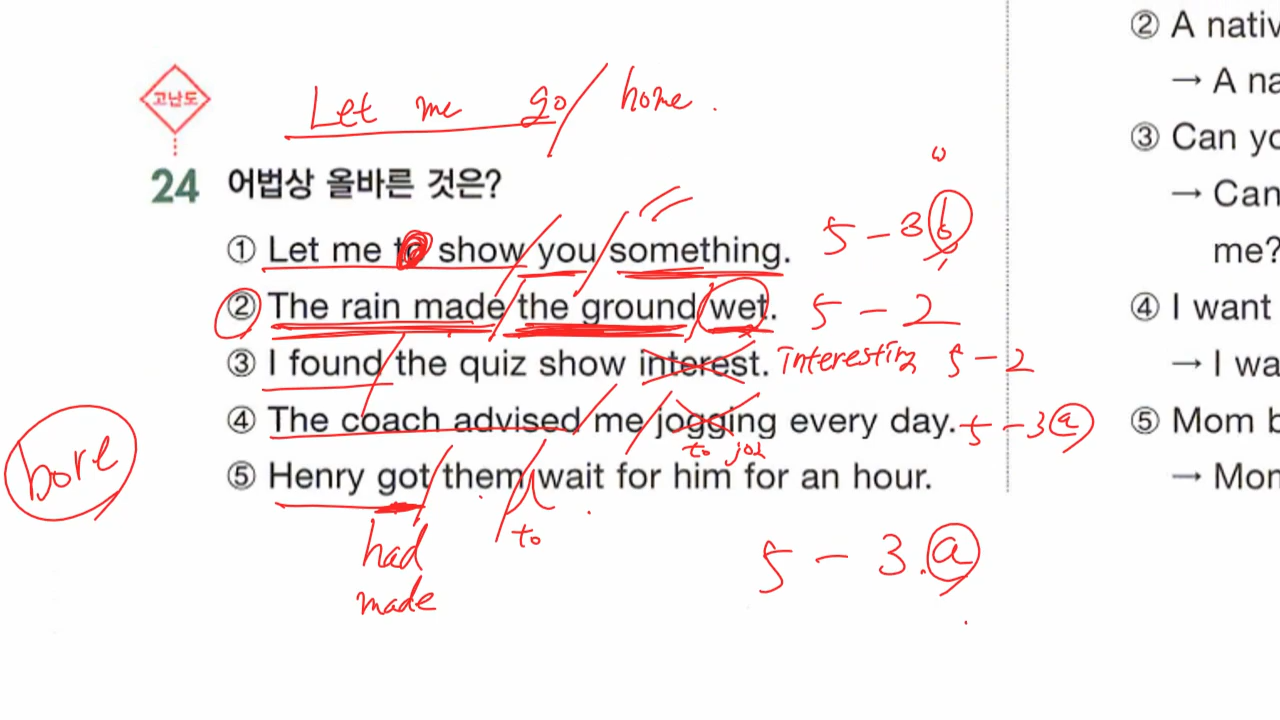 Let me go / home.
고난도
24 어법상 올바른 것은?
① Let me to show you something. 5 - 3 b
② The rain made the ground wet. 5 - 2
③ I found the quiz show interest. interesting 5 - 2
④ The coach advised me jogging every day. 5 - 3 a
to jog
⑤ Henry got them wait for him for an hour.
to
had
made
5 - 3. a
bore
② A nativ
→ A na
③ Can yo
→ Can
me?
④ I want
→ I wa
⑤ Mom b
→ Mon